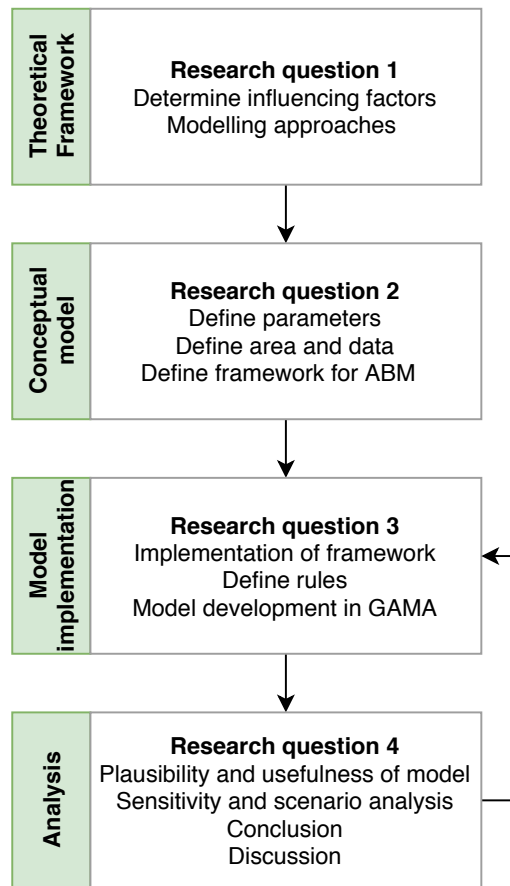 Theoretical
Framework
Research question 1
Determine influencing factors
Modelling approaches
Conceptual
model
Research question 2
Define parameters
Define area and data
Define framework for ABM
Model
implementation
Research question 3
Implementation of framework
Define rules
Model development in GAMA
Analysis
Research question 4
Plausibility and usefulness of model
Sensitivity and scenario analysis
Conclusion
Discussion